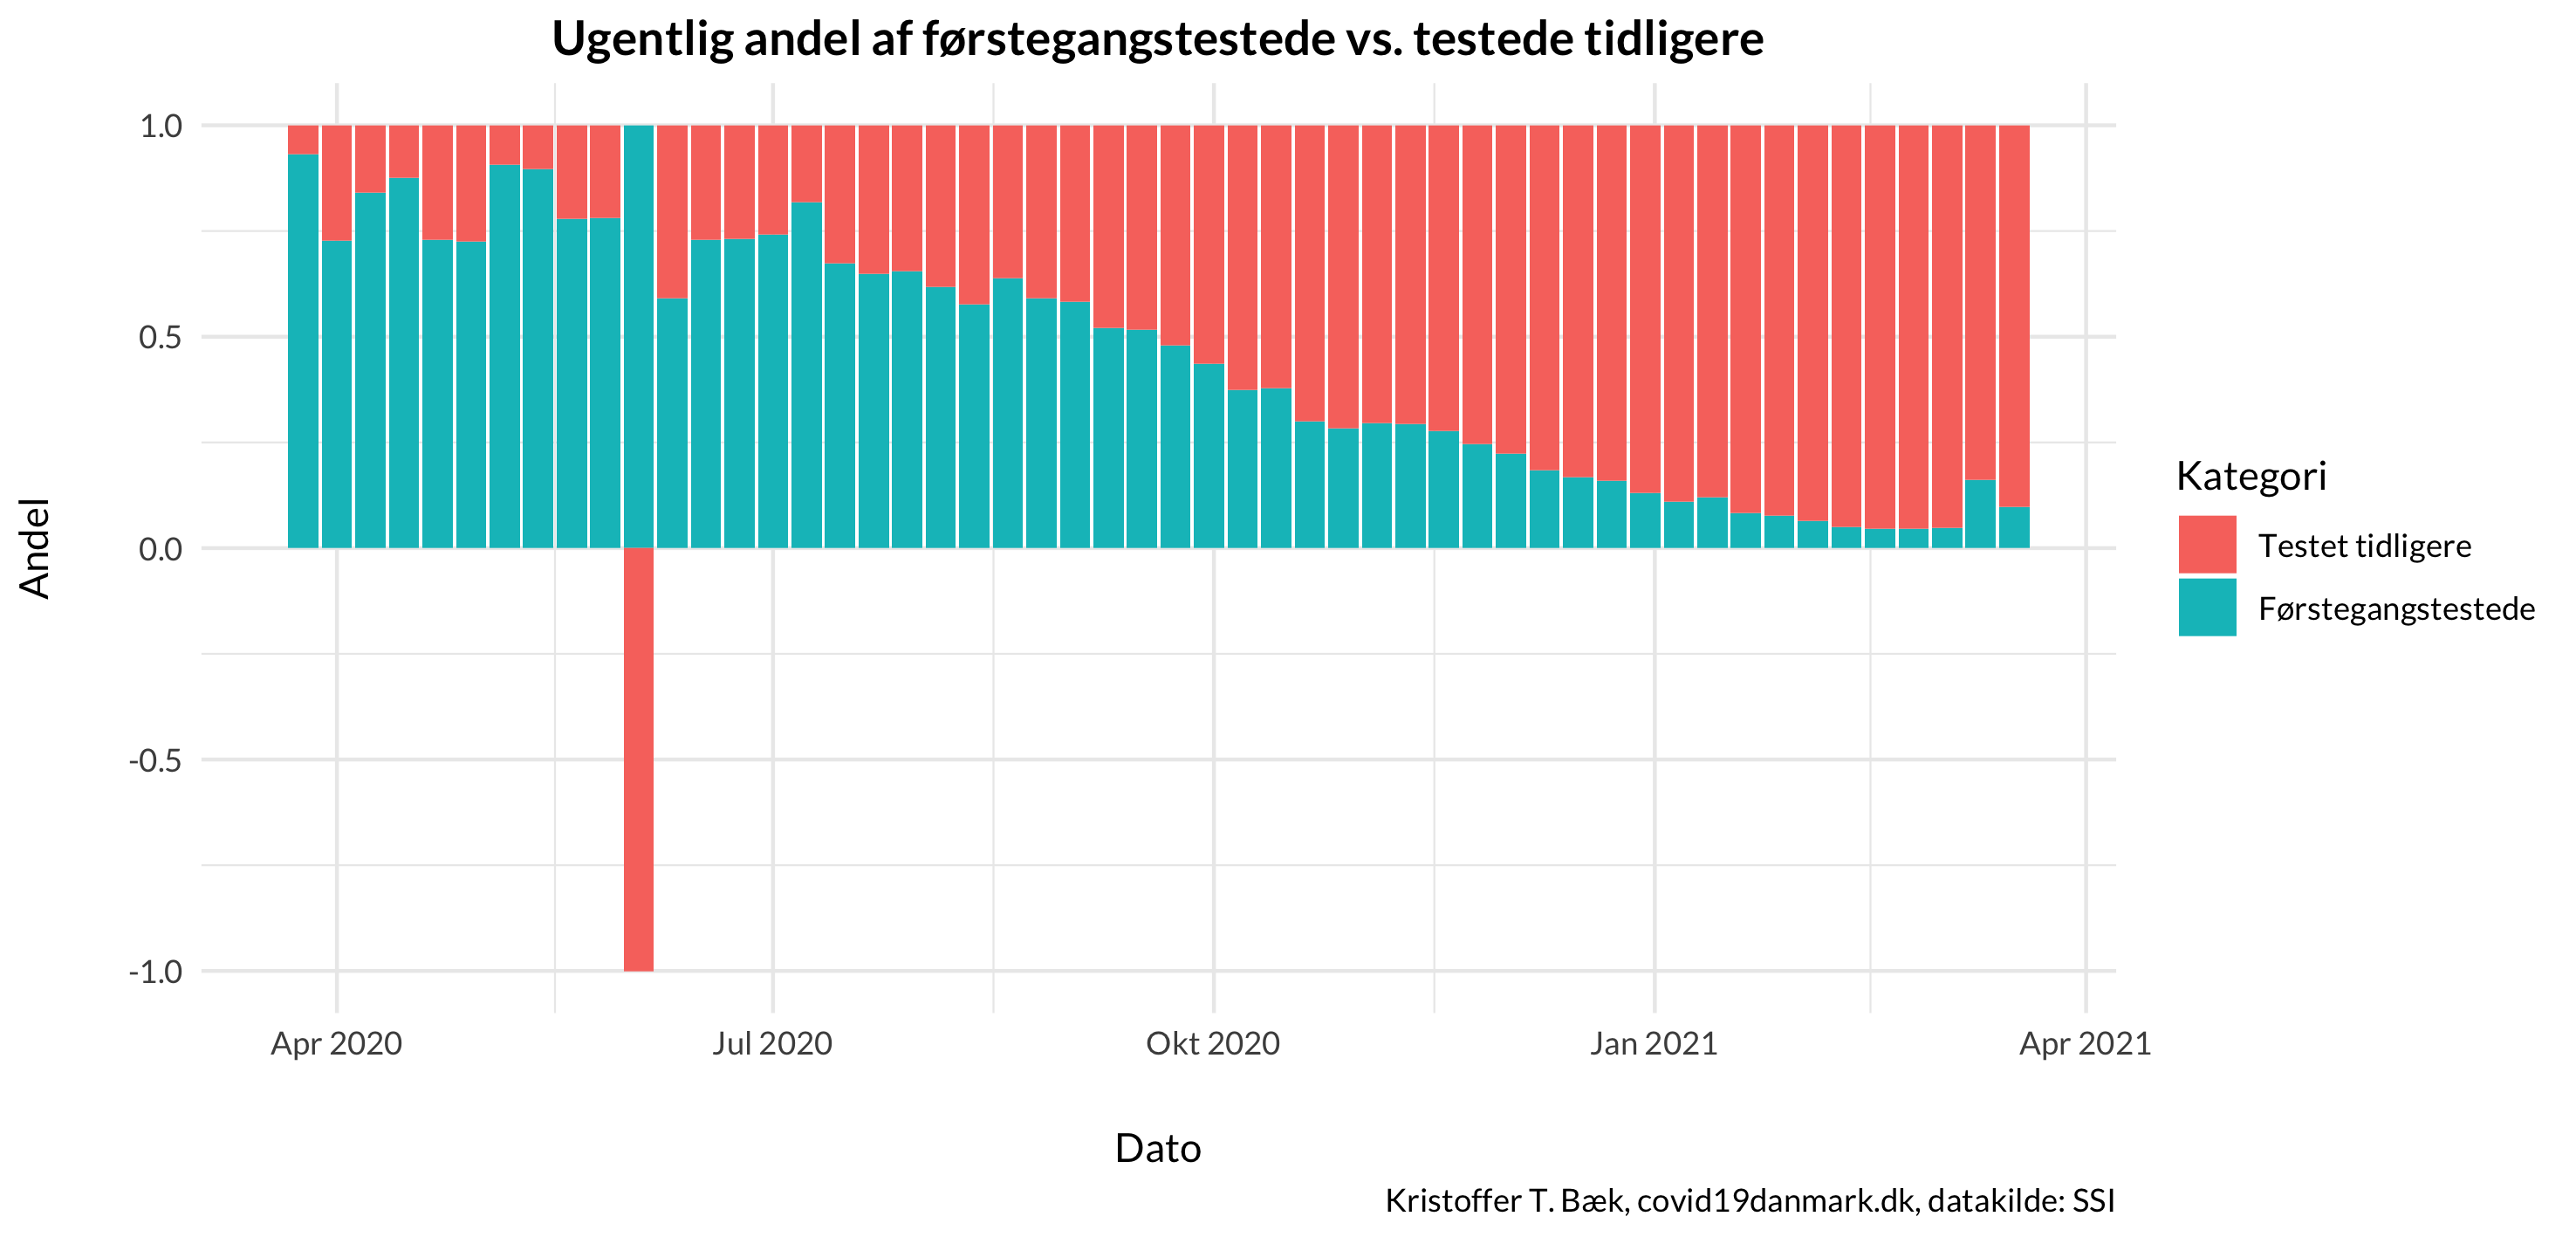 Ugentlig andel af førstegangstestede vs. testede tidligere
Andel
1.0
0.5
0.0
-0.5
-1.0
Apr 2020
Jul 2020
Okt 2020
Jan 2021
Apr 2021
Dato
Kategori
Testet tidligere
Førstegangstestede
Kristoffer T. Bæk, covid19danmark.dk, datakilde: SSI